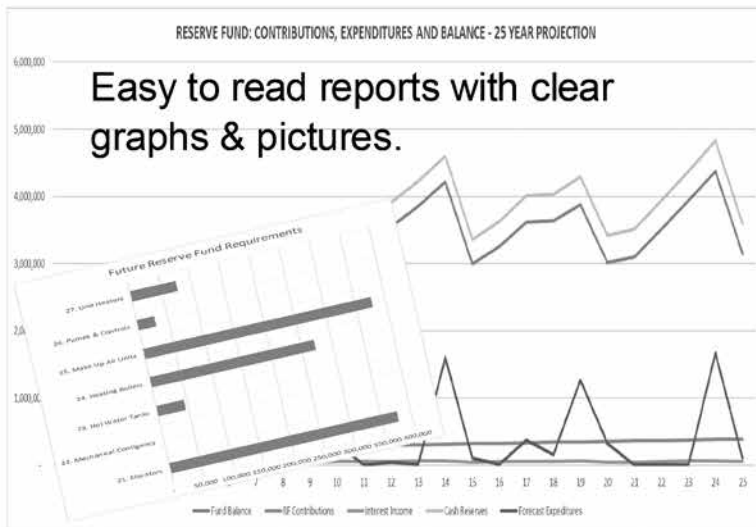 RESERVE FUND: CONTRIBUTIONS, EXPENDITURES AND BALANCE - 25 YEAR PROJECTION
6,000,000
Easy to read reports with clear
graphs & pictures.
5,000,000
4,000,000
3,000,000
1,000,000
Future Reserve Fund Requirements
27. Unit Heaters
26. Pumps & Controls
25. Make Up Air Units
24. Heating Boilers
23. Hot Water Tanks
22. Mechanical Contigency
21. Elevators
50,000 100,000 150,000 200,000 250,000 300,000 350,000 400,000
7 8 9 10 11 12 13 14 15 16 17 18 19 20 21 22 23 24 25
Fund Balance RF Contributions Interest Income Cash Reserves Forecast Expenditures